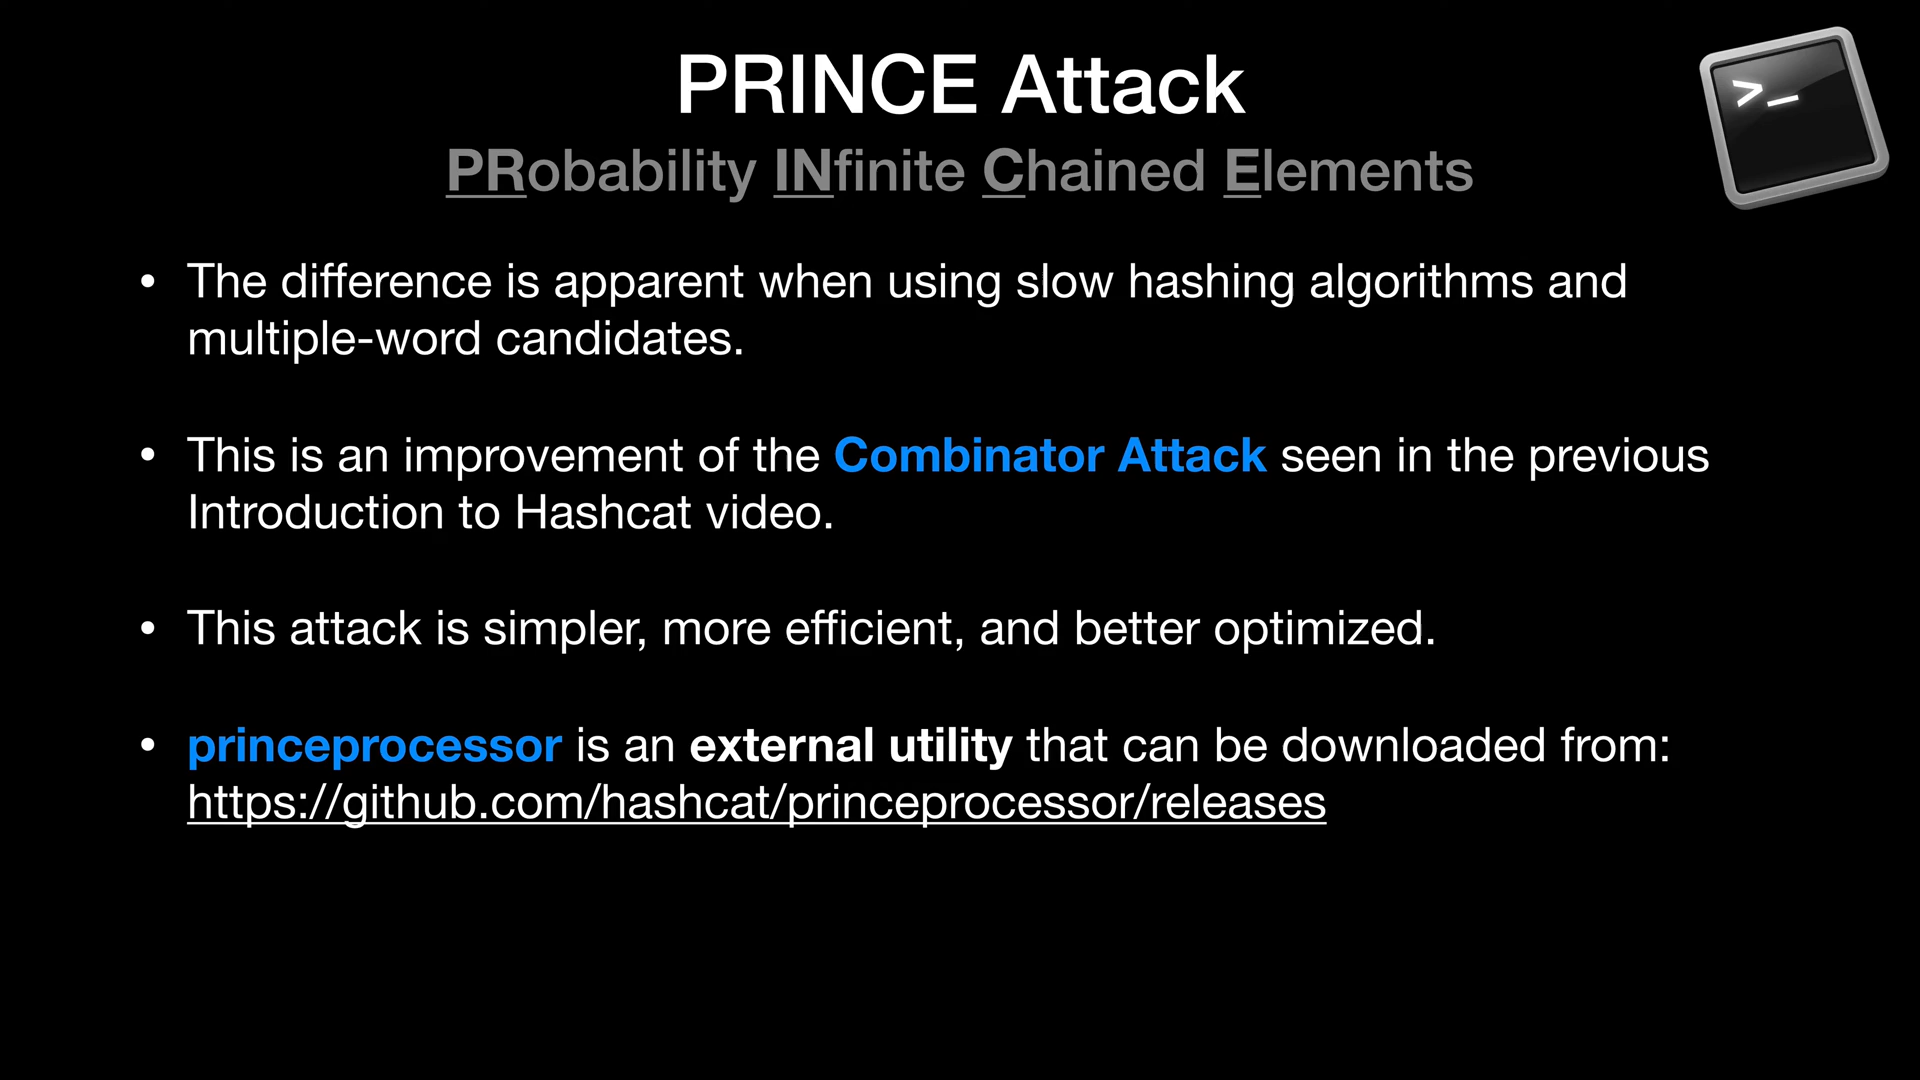 PRINCE Attack
PRobability INfinite Chained Elements
>_
• The difference is apparent when using slow hashing algorithms and
multiple-word candidates.
• This is an improvement of the Combinator Attack seen in the previous
Introduction to Hashcat video.
• This attack is simpler, more efficient, and better optimized.
• princeprocessor is an external utility that can be downloaded from:
https://github.com/hashcat/princeprocessor/releases